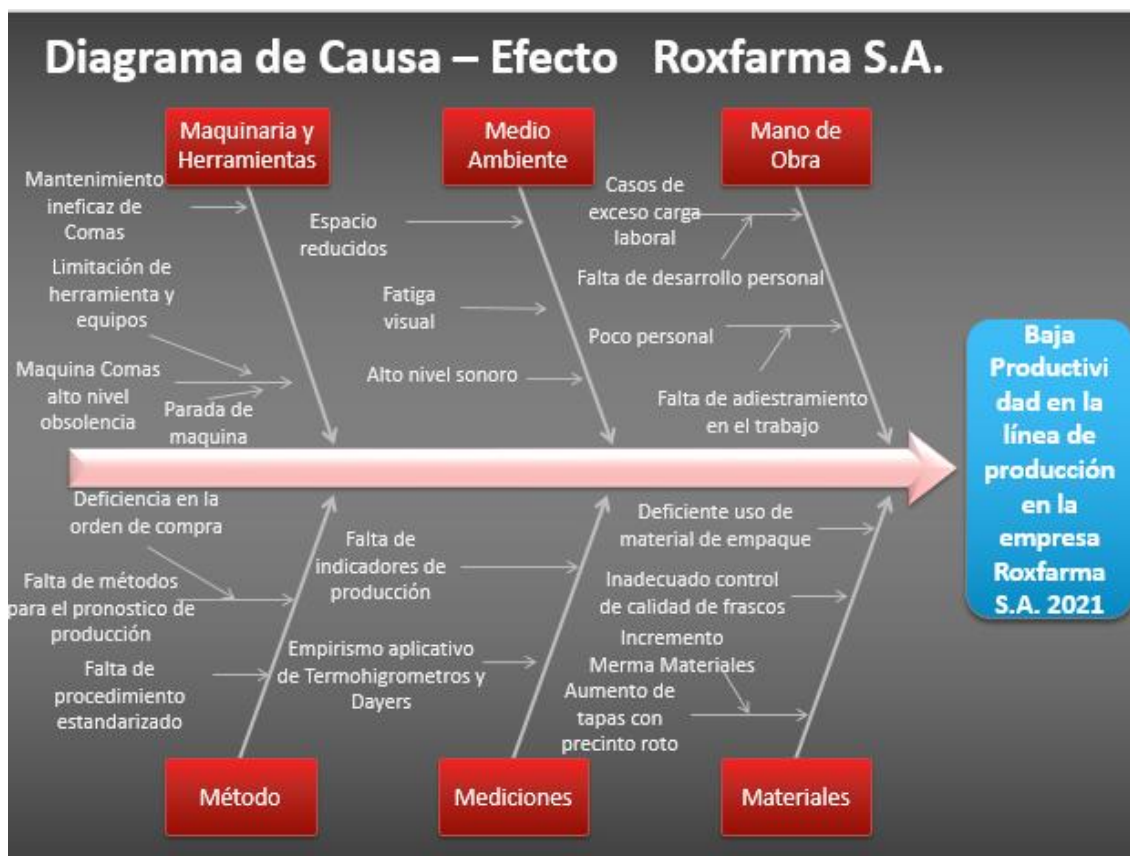 Diagrama de Causa – Efecto   Roxfarma S.A.
Maquinaria y
Herramientas
Medio
Ambiente
Mano de
Obra
Mantenimiento
ineficaz de
Comas
Limitación de
herramienta y
equipos
Maquina Comas
alto nivel
obsolencia
Parada de
maquina
Espacio
reducidos
Fatiga
visual
Alto nivel sonoro
Casos de
exceso carga
laboral
Falta de desarrollo personal
Poco personal
Falta de adiestramiento
en el trabajo
Baja
Productivi
dad en la
línea de
producción
en la
empresa
Roxfarma
S.A. 2021
Deficiencia en la
orden de compra
Falta de métodos
para el pronostico de
producción
Falta de
procedimiento
estandarizado
Falta de
indicadores de
producción
Empirismo aplicativo
de Termohigrometros y
Dayers
Deficiente uso de
material de empaque
Inadecuado control
de calidad de frascos
Incremento
Merma Materiales
Aumento de
tapas con
precinto roto
Método
Mediciones
Materiales